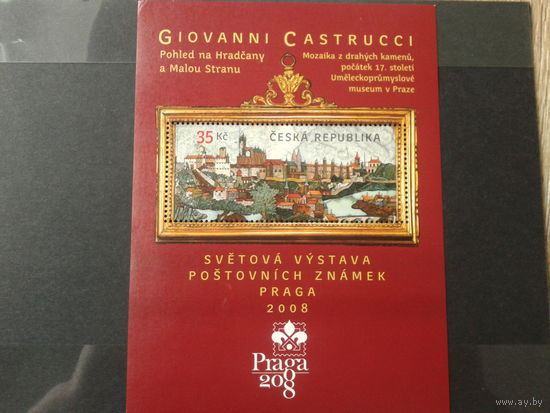 GIOVANNI CASTRUCCI
Pohled na Hradčany
a Malou Stranu
Mozaika z drahých kamenů,
počátek 17. století
Uměleckoprůmyslové
museum v Praze
35 Kč
ČESKÁ REPUBLIKA
SVĚTOVÁ VÝSTAVA
POŠTOVNÍCH ZNÁMEK
PRAGA
2008
Praga
2008
www.ay.by